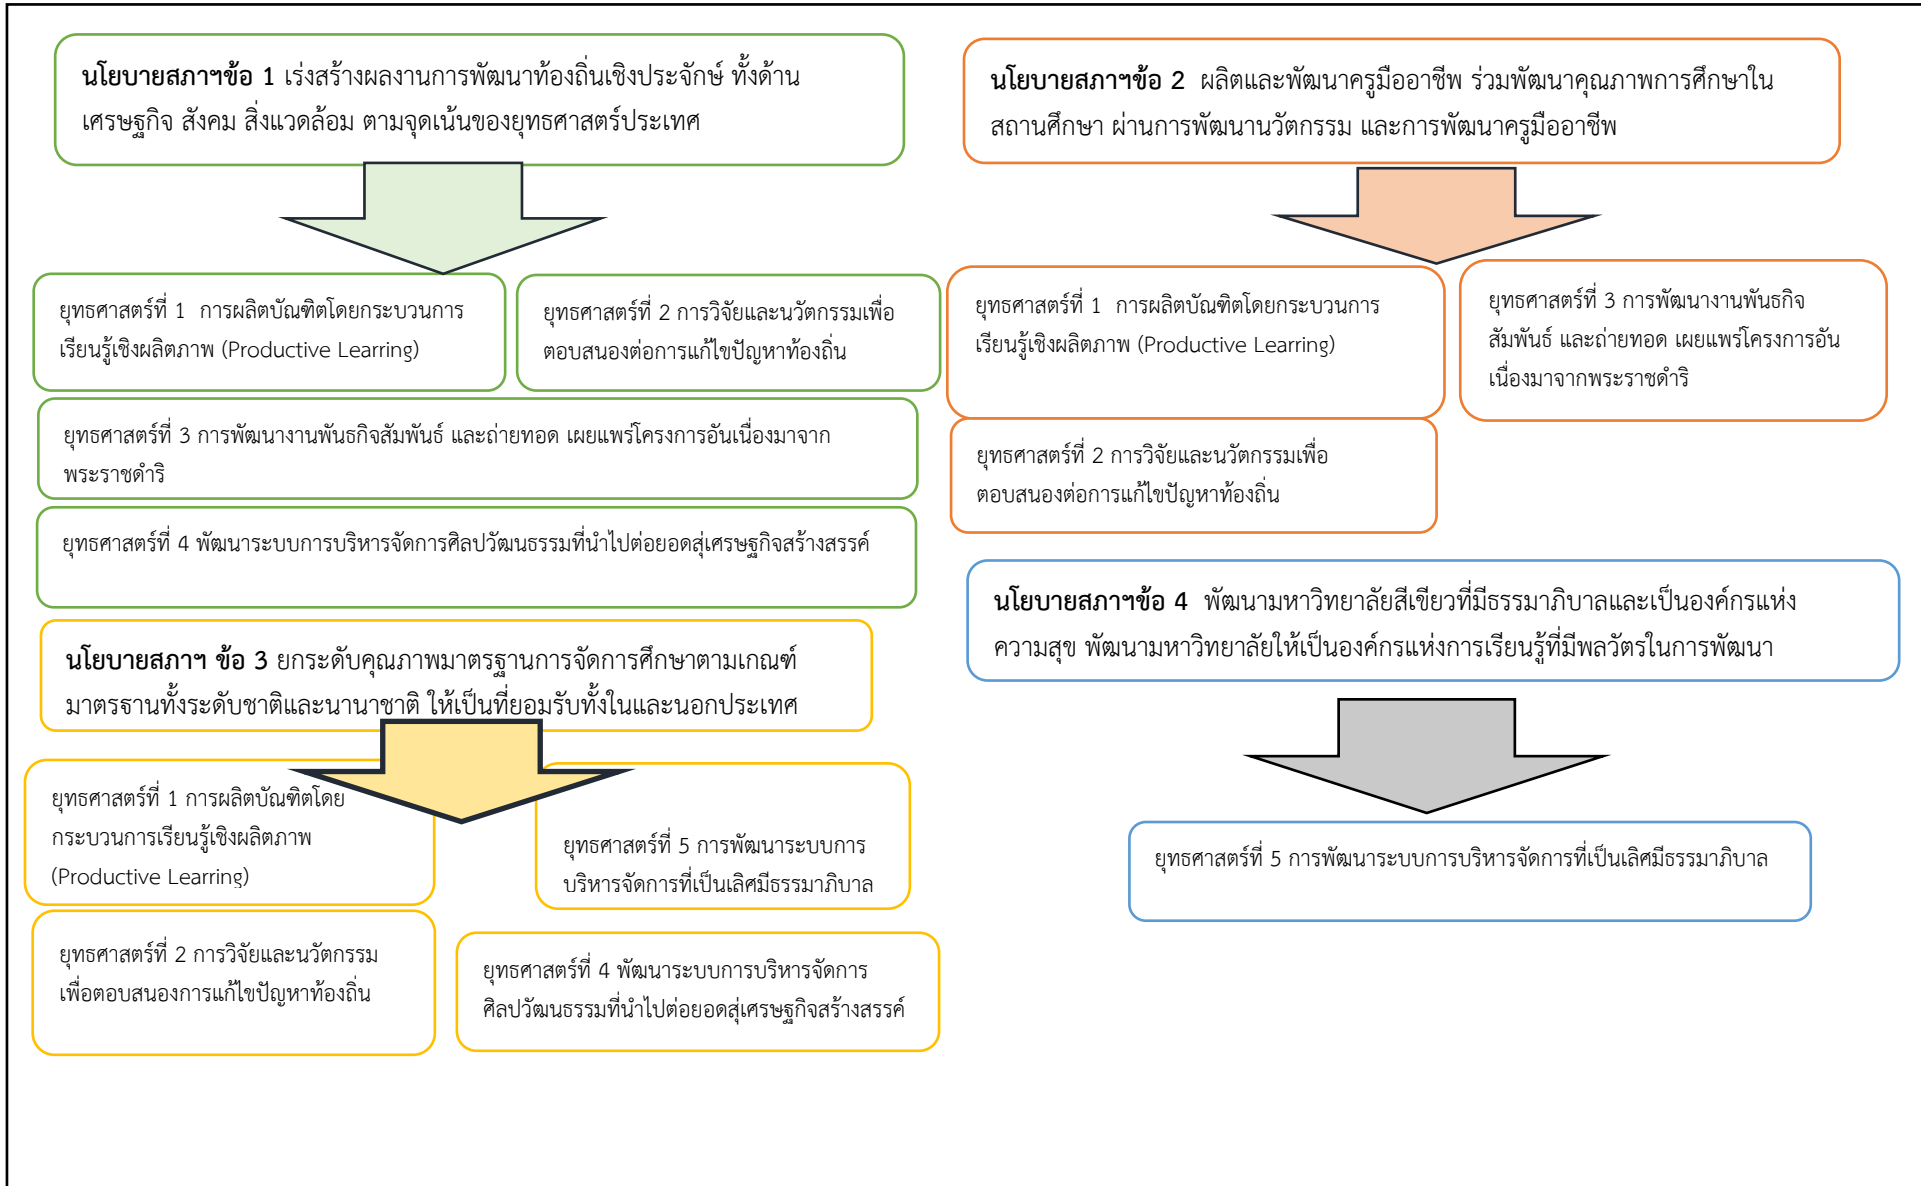 นโยบายสภาฯข้อ 1 เร่งสร้างผลงานการพัฒนาท้องถิ่นเชิงประจักษ์ ทั้งด้าน
เศรษฐกิจ สังคม สิ่งแวดล้อม ตามจุดเน้นของยุทธศาสตร์ประเทศ
ยุทธศาสตร์ที่ 1 การผลิตบัณฑิตโดยกระบวนการ
เรียนรู้เชิงผลิตภาพ (Productive Learring)
ยุทธศาสตร์ที่ 2 การวิจัยและนวัตกรรมเพื่อ
ตอบสนองต่อการแก้ไขปัญหาท้องถิ่น
ยุทธศาสตร์ที่ 3 การพัฒนางานพันธกิจสัมพันธ์ และถ่ายทอด เผยแพร่โครงการอันเนื่องมาจาก
พระราชดำริ
ยุทธศาสตร์ที่ 4 พัฒนาระบบการบริหารจัดการศิลปวัฒนธรรมที่นำไปต่อยอดสู่เศรษฐกิจสร้างสรรค์
นโยบายสภาฯข้อ 2 ผลิตและพัฒนาครูมืออาชีพ ร่วมพัฒนาคุณภาพการศึกษาใน
สถานศึกษา ผ่านการพัฒนานวัตกรรม และการพัฒนาครูมืออาชีพ
ยุทธศาสตร์ที่ 1 การผลิตบัณฑิตโดยกระบวนการ
เรียนรู้เชิงผลิตภาพ (Productive Learring)
ยุทธศาสตร์ที่ 3 การพัฒนางานพันธกิจ
สัมพันธ์ และถ่ายทอด เผยแพร่โครงการอัน
เนื่องมาจากพระราชดำริ
ยุทธศาสตร์ที่ 2 การวิจัยและนวัตกรรมเพื่อ
ตอบสนองต่อการแก้ไขปัญหาท้องถิ่น
นโยบายสภาฯ ข้อ 3 ยกระดับคุณภาพมาตรฐานการจัดการศึกษาตามเกณฑ์
มาตรฐานทั้งระดับชาติและนานาชาติ ให้เป็นที่ยอมรับทั้งในและนอกประเทศ
ยุทธศาสตร์ที่ 1 การผลิตบัณฑิตโดย
กระบวนการเรียนรู้เชิงผลิตภาพ
(Productive Learring)
ยุทธศาสตร์ที่ 5 การพัฒนาระบบการ
บริหารจัดการที่เป็นเลิศมีธรรมาภิบาล
ยุทธศาสตร์ที่ 2 การวิจัยและนวัตกรรม
เพื่อตอบสนองการแก้ไขปัญหาท้องถิ่น
ยุทธศาสตร์ที่ 4 พัฒนาระบบการบริหารจัดการ
ศิลปวัฒนธรรมที่นำไปต่อยอดสู่เศรษฐกิจสร้างสรรค์
นโยบายสภาฯข้อ 4 พัฒนามหาวิทยาลัยสีเขียวที่มีธรรมาภิบาลและเป็นองค์กรแห่ง
ความสุข พัฒนามหาวิทยาลัยให้เป็นองค์กรแห่งการเรียนรู้ที่มีพลวัตรในการพัฒนา
ยุทธศาสตร์ที่ 5 การพัฒนาระบบการบริหารจัดการที่เป็นเลิศมีธรรมาภิบาล